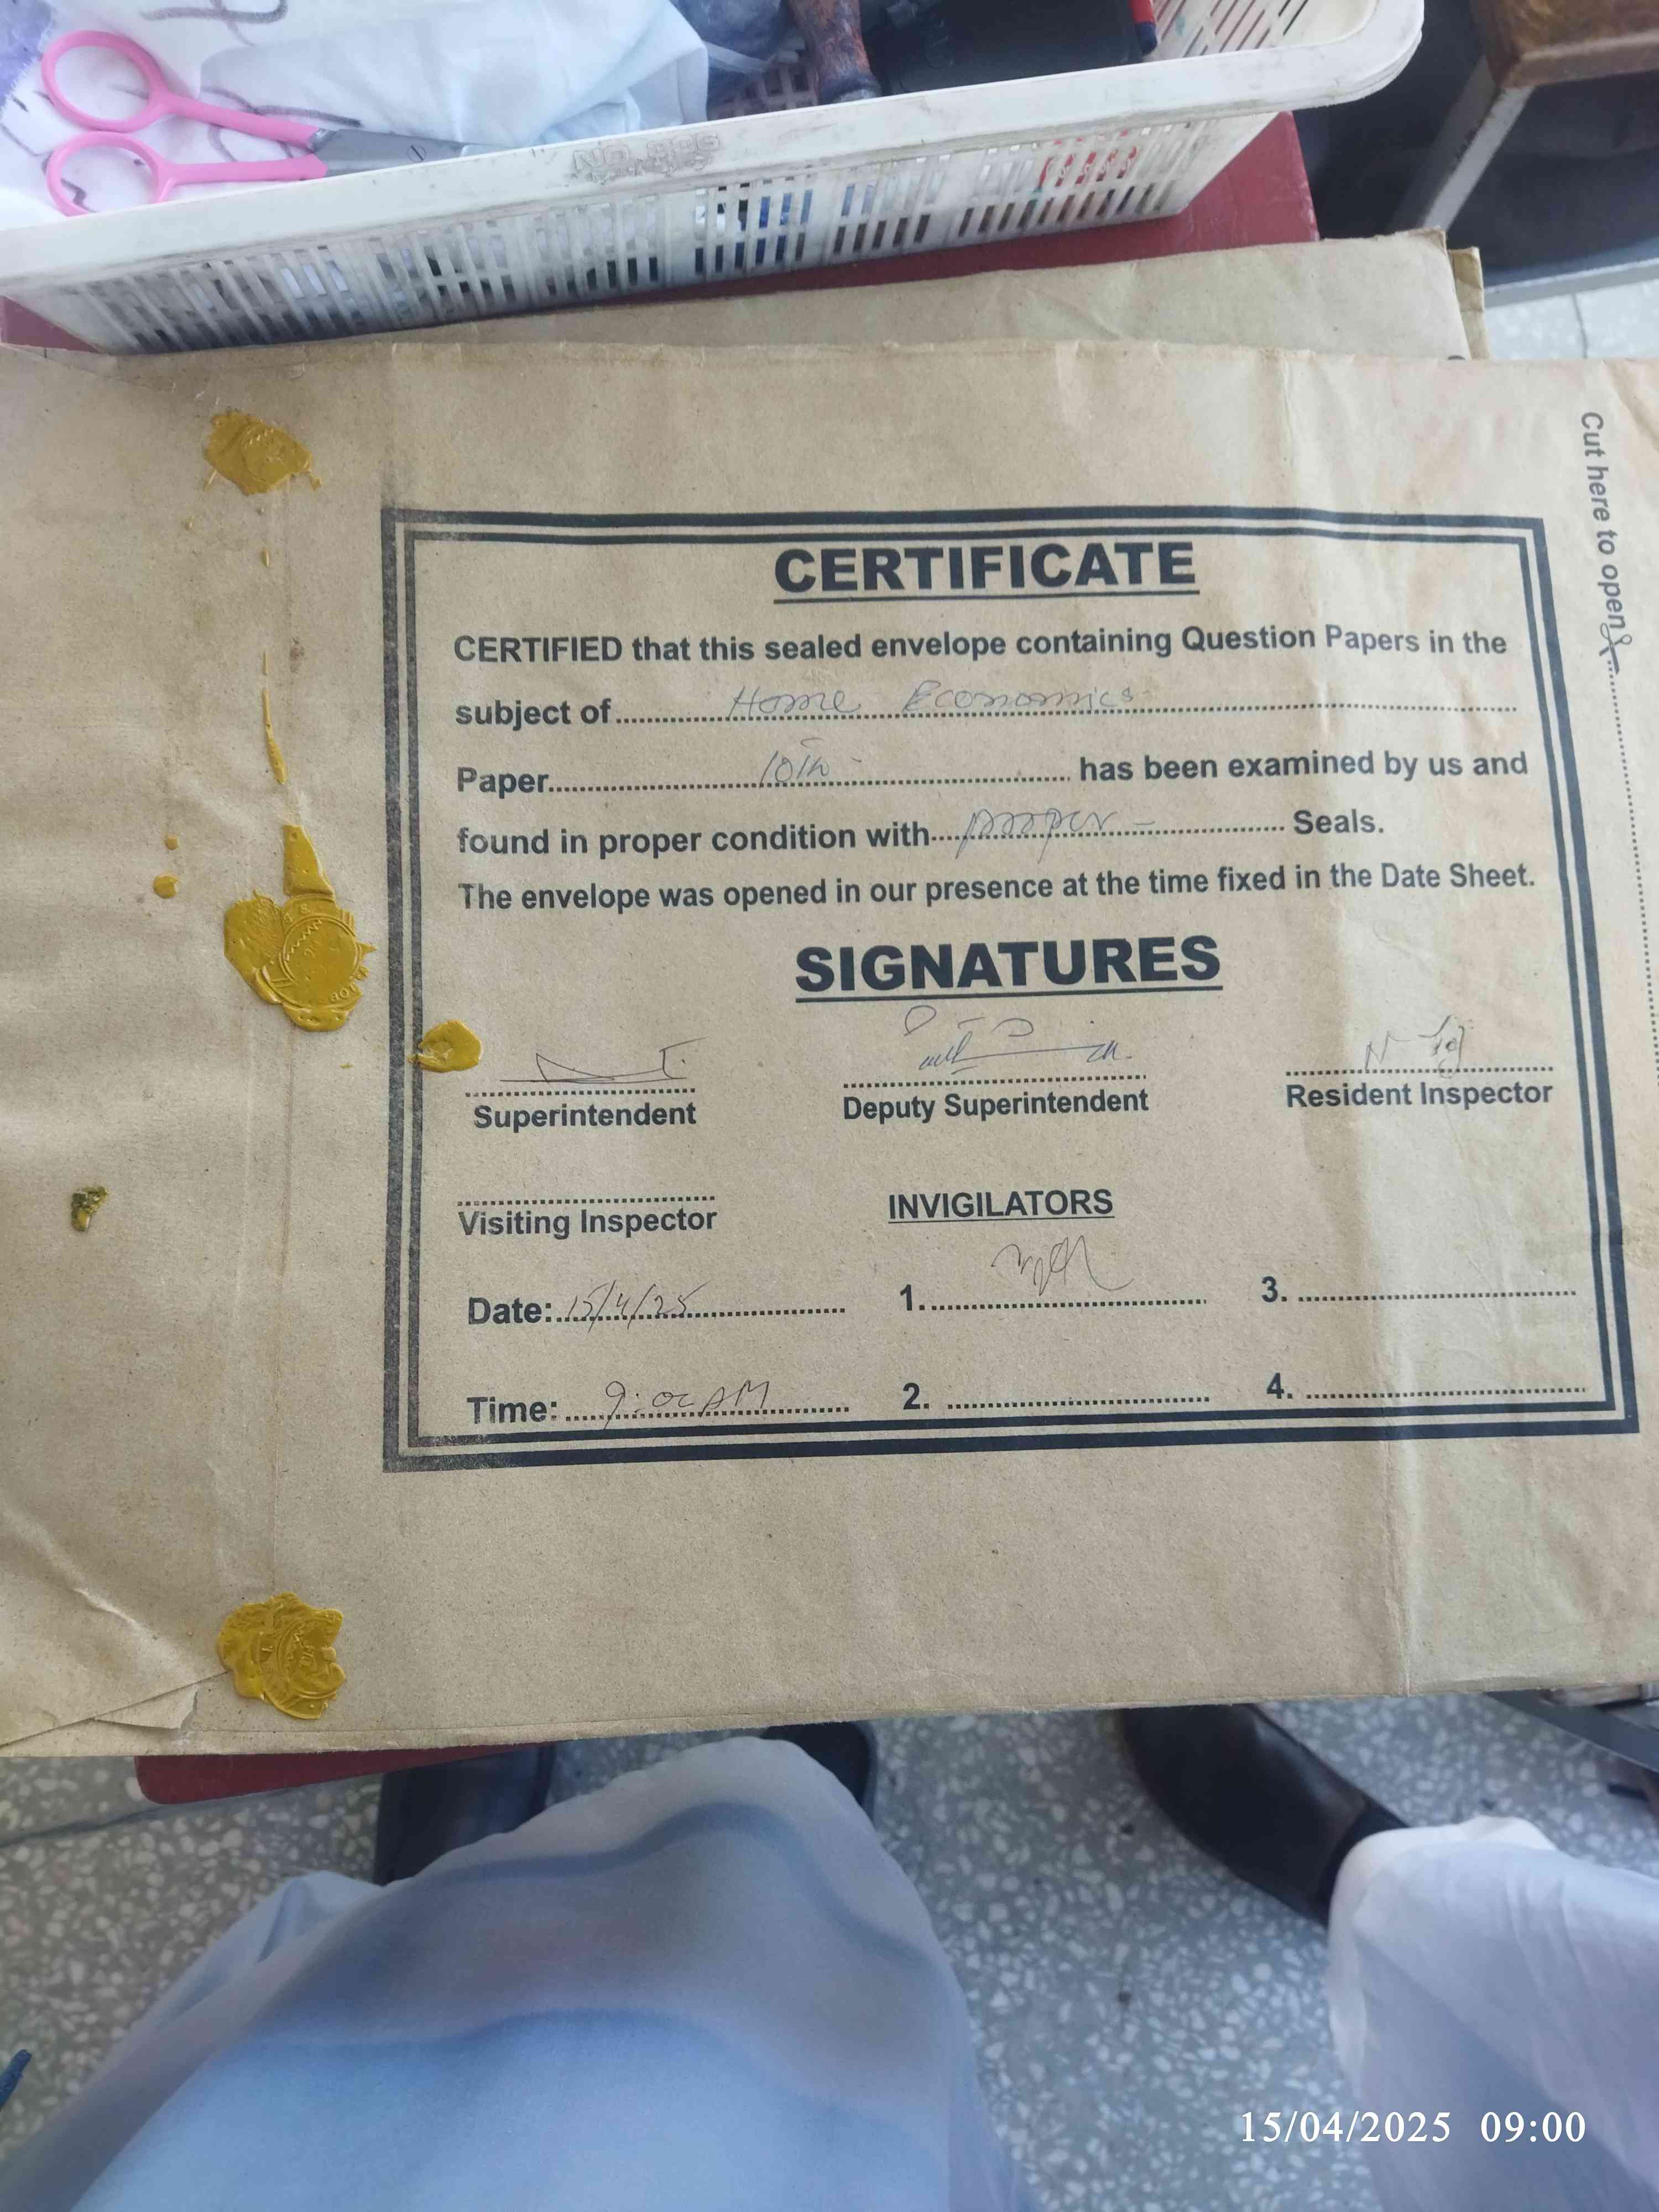 NO. 806
Cut here to open
CERTIFICATE
CERTIFIED that this sealed envelope containing Question Papers in the
subject of Home Economics
Paper 10th has been examined by us and
found in proper condition with proper Seals.
The envelope was opened in our presence at the time fixed in the Date Sheet.
SIGNATURES
Superintendent
Deputy Superintendent
Resident Inspector
Visiting Inspector
INVIGILATORS
Date: 15/4/25
1.
3.
Time: 9:00 AM
2.
4.
15/04/2025 09:00